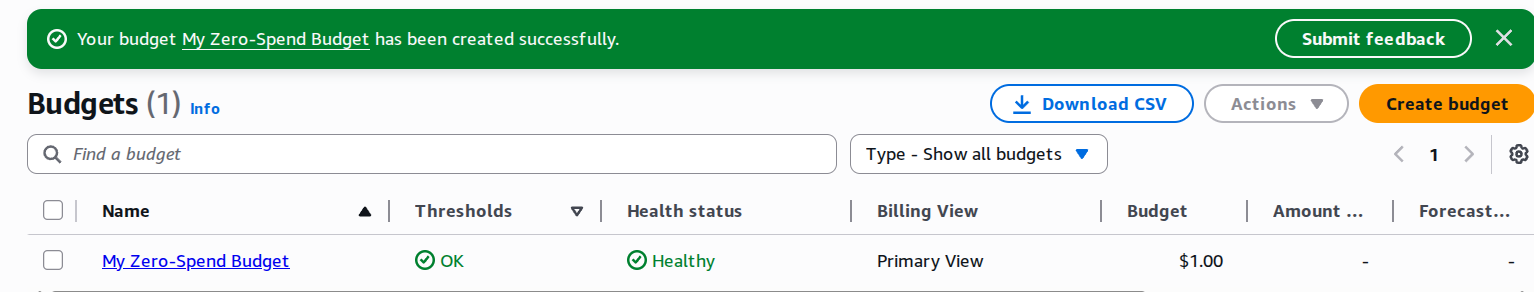 Your budget My Zero-Spend Budget has been created successfully. Submit feedback
Budgets (1) Info Download CSV Actions Create budget
Find a budget Type - Show all budgets 1
Name Thresholds Health status Billing View Budget Amount ... Forecast...
My Zero-Spend Budget OK Healthy Primary View $1.00 - -